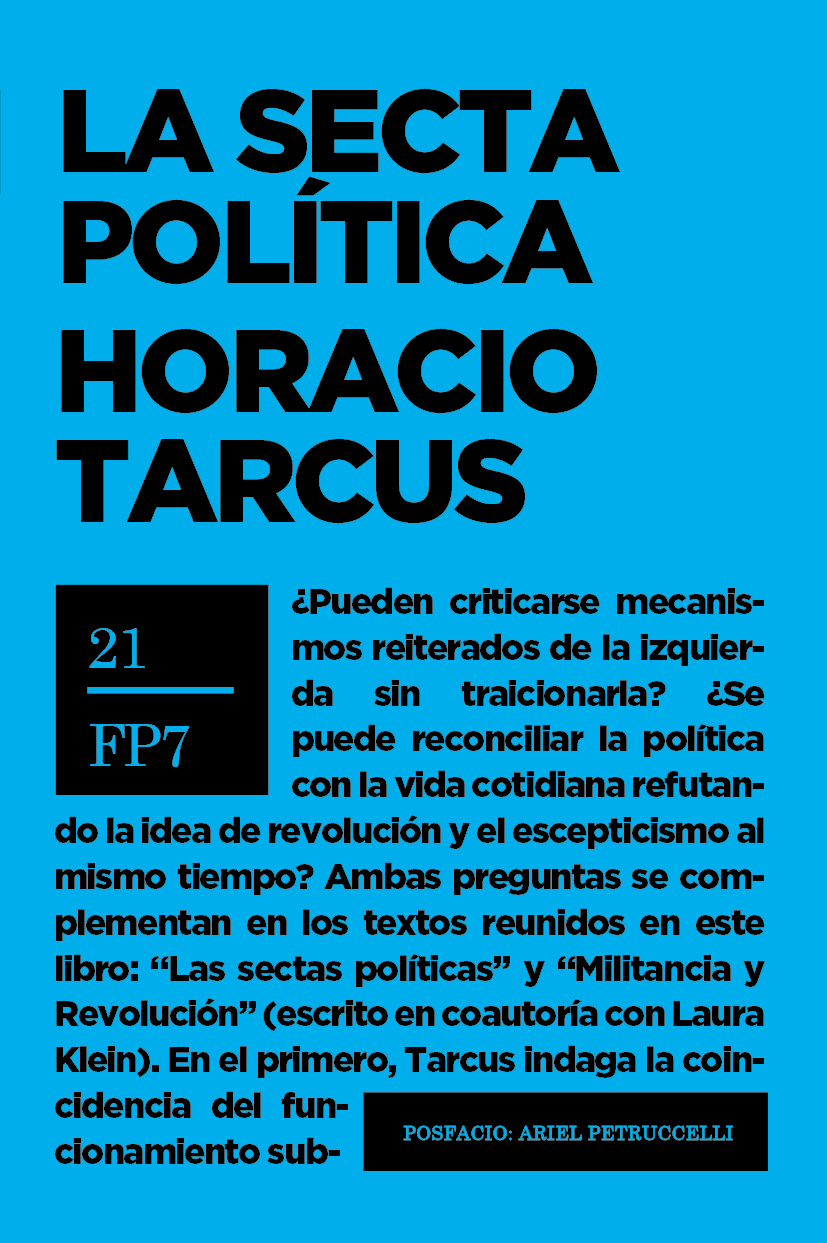 LA SECTA
POLÍTICA
HORACIO
TARCUS
21
FP7
¿Pueden criticarse mecanis-
mos reiterados de la izquier-
da sin traicionarla? ¿Se
puede reconciliar la política
con la vida cotidiana refutan-
do la idea de revolución y el escepticismo al
mismo tiempo? Ambas preguntas se com-
plementan en los textos reunidos en este
libro: “Las sectas políticas” y “Militancia y
Revolución” (escrito en coautoría con Laura
Klein). En el primero, Tarcus indaga la coin-
cidencia del fun-
cionamiento sub-
POSFACIO: ARIEL PETRUCCELLI